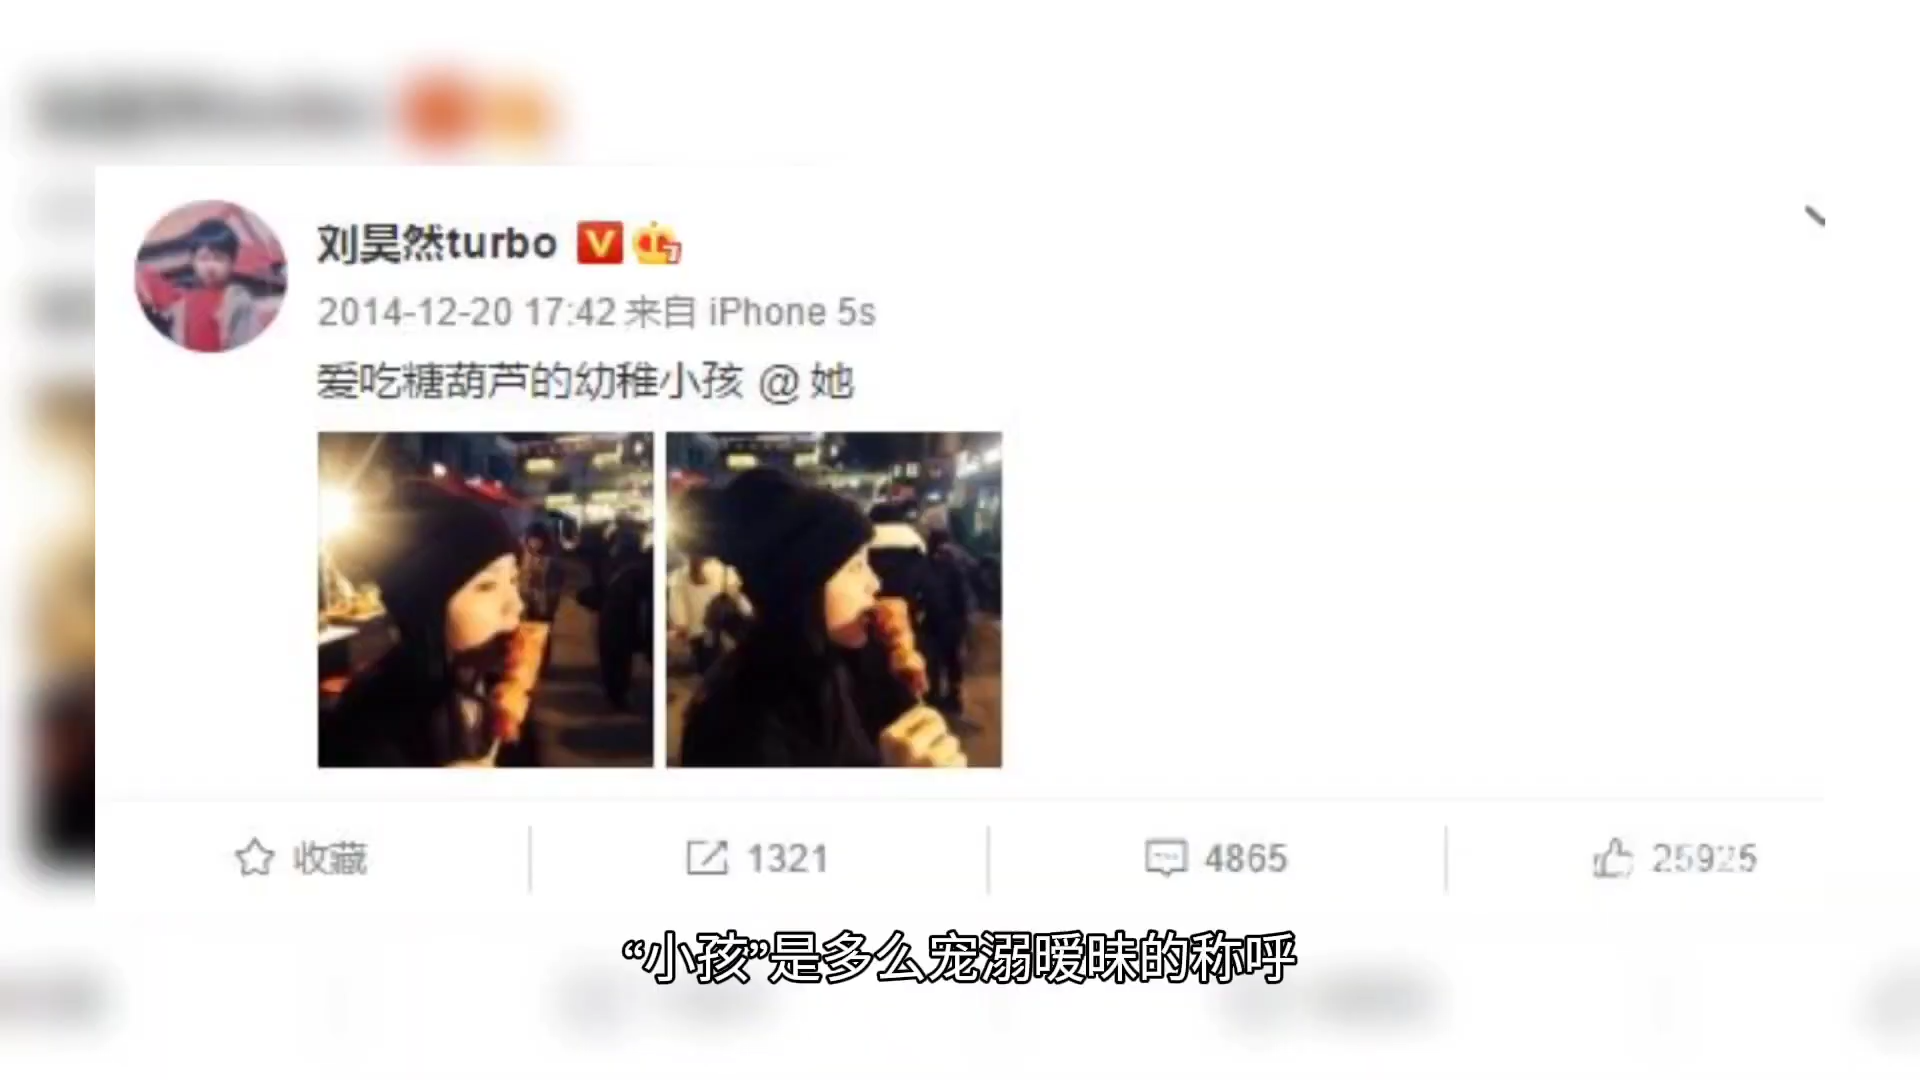 刘昊然turbo
2014-12-20 17:42 来自 iPhone 5s
爱吃糖葫芦的幼稚小孩 @ 她
收藏
1321
4865
25925
“小孩”是多么宠溺暧昧的称呼